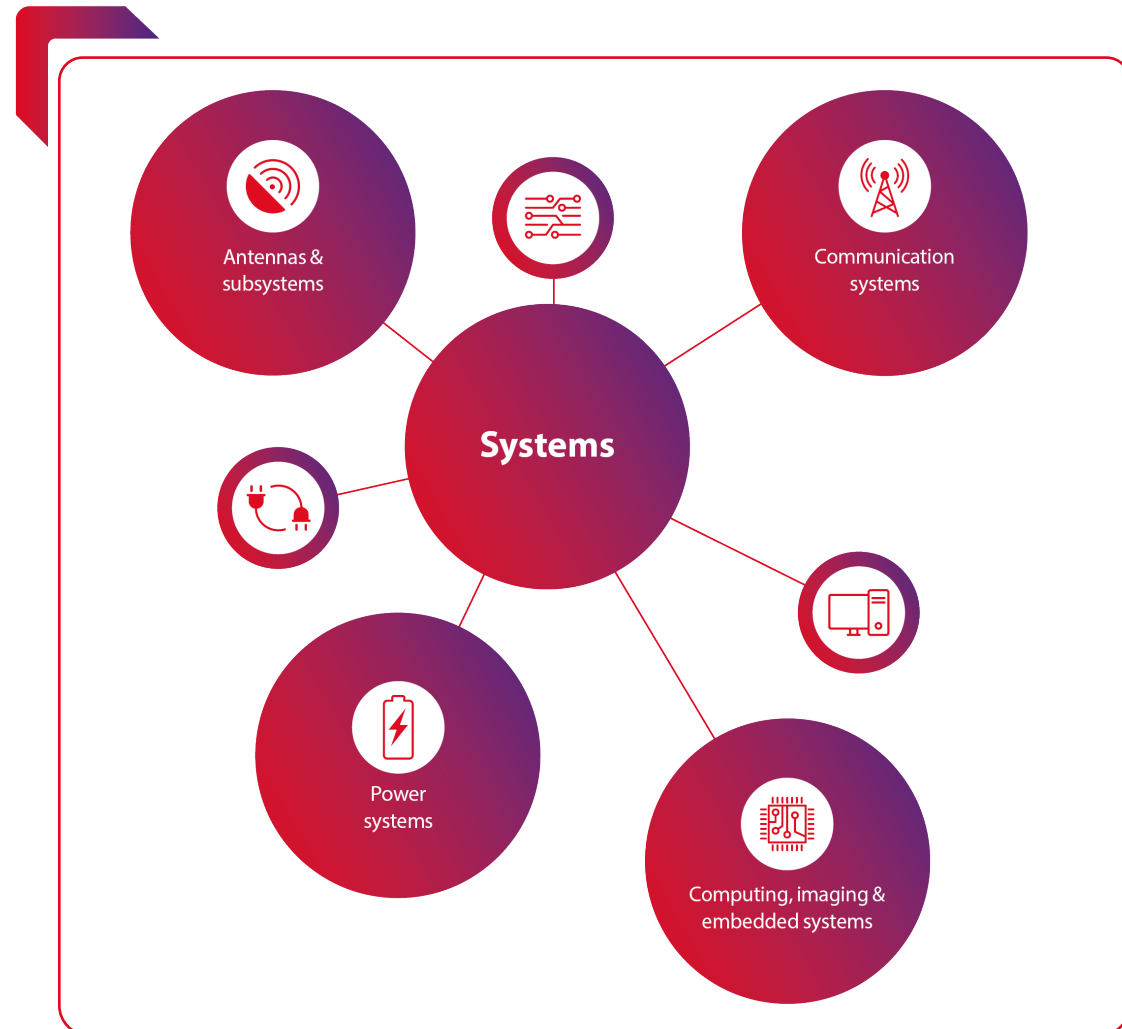 Antennas &
subsystems
Communication
systems
Systems
Power
systems
Computing, imaging &
embedded systems